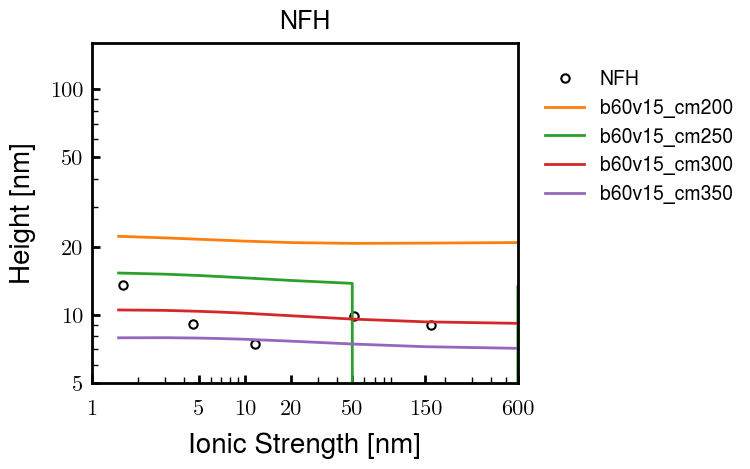 NFH
Height [nm]
100
50
20
10
5
1 5 10 20 50 150 600
Ionic Strength [nm]
NFH
b60v15_cm200
b60v15_cm250
b60v15_cm300
b60v15_cm350